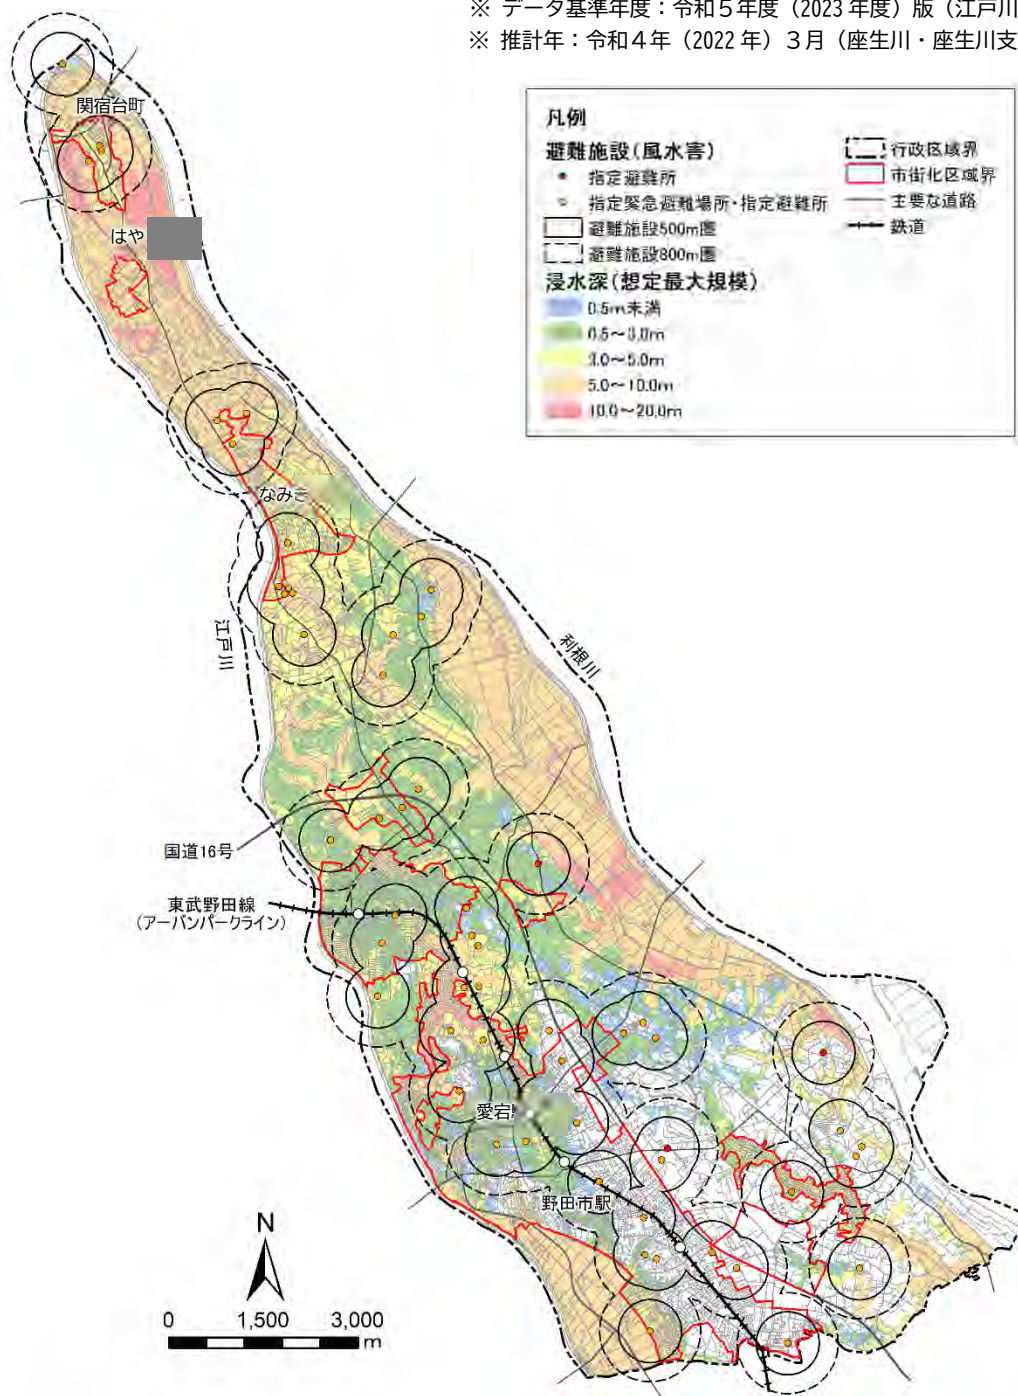 ※ データ基準年度：令和５年度（2023年度）版（江戸川
※ 推計年：令和４年（2022年）３月（座生川・座生川支
凡例
避難施設(風水害)
指定避難所
指定緊急避難場所・指定避難所
避難施設500m圏
避難施設800m圏
浸水深(想定最大規模)
0.5m未満
0.5～3.0m
3.0～5.0m
5.0～10.0m
10.0～20.0m
行政区域界
市街化区域界
主要な道路
鉄道
関宿台町
はや
なみき
江戸川
利根川
国道16号
東武野田線
(アーバンパークライン)
愛宕
野田市駅
N
0 1,500 3,000
m